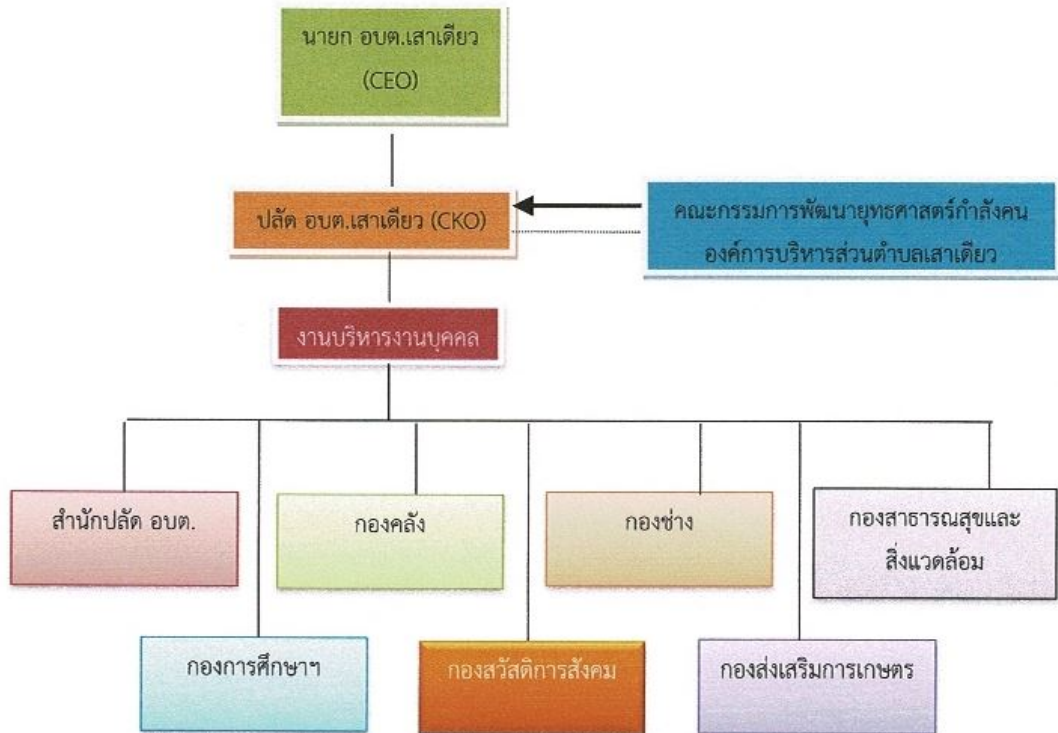 นายก อบต.เสาเดียว
(CEO)
ปลัด อบต.เสาเดียว (CKO)
คณะกรรมการพัฒนายุทธศาสตร์กำลังคน
องค์การบริหารส่วนตำบลเสาเดียว
งานบริหารงานบุคคล
สำนักปลัด อบต.
กองคลัง
กองช่าง
กองสาธารณสุขและ
สิ่งแวดล้อม
กองการศึกษาฯ
กองสวัสดิการสังคม
กองส่งเสริมการเกษตร